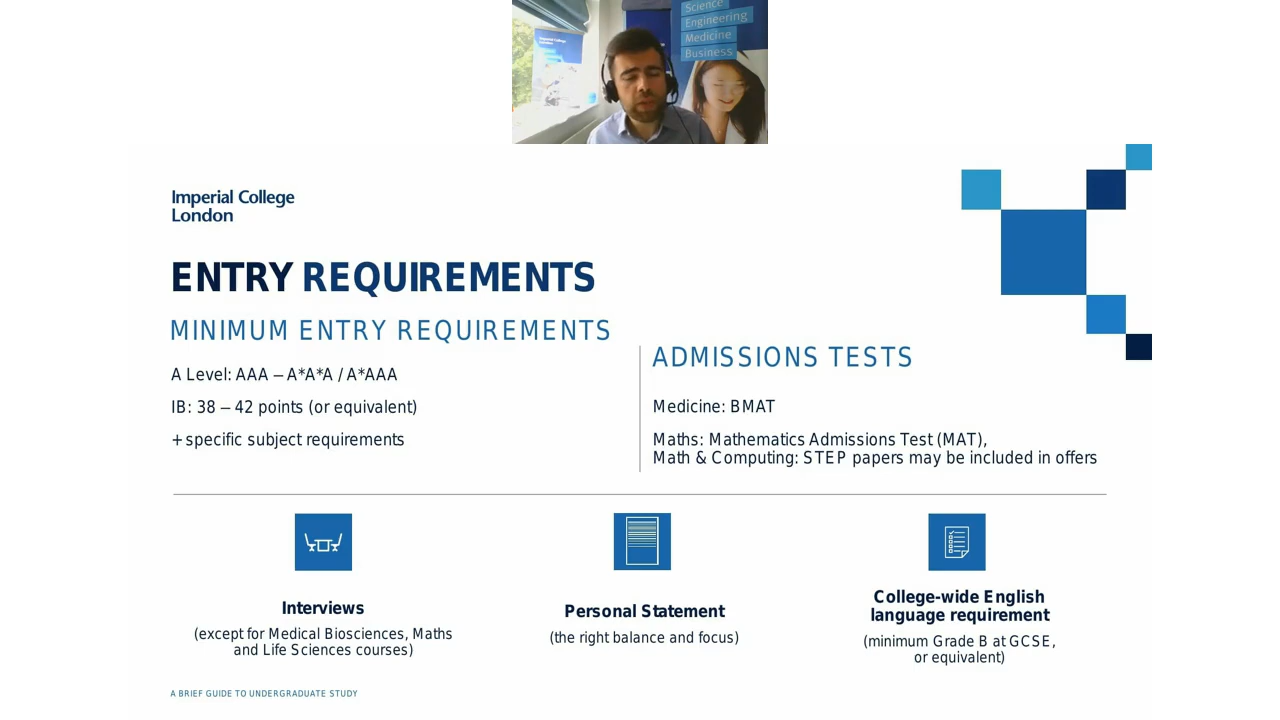 Science
Engineering
Medicine
Business
Imperial College
London
ENTRY REQUIREMENTS
MINIMUM ENTRY REQUIREMENTS
A Level: AAA – A*A*A / A*AAA
IB: 38 – 42 points (or equivalent)
+ specific subject requirements
ADMISSIONS TESTS
Medicine: BMAT
Maths: Mathematics Admissions Test (MAT),
Math & Computing: STEP papers may be included in offers
Interviews
(except for Medical Biosciences, Maths
and Life Sciences courses)
Personal Statement
(the right balance and focus)
College-wide English
language requirement
(minimum Grade B at GCSE,
or equivalent)
A BRIEF GUIDE TO UNDERGRADUATE STUDY